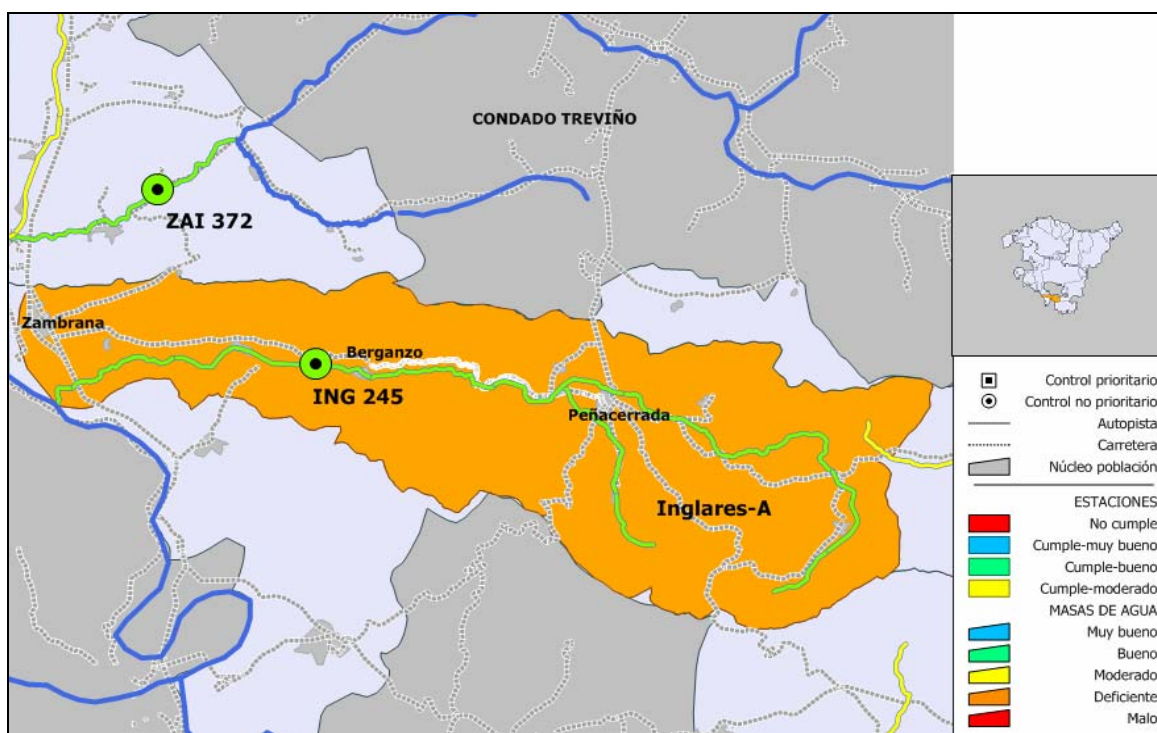 CONDADO TREVIÑO
ZAI 372
Zambrana
Berganzo
ING 245
Peñacerrada
Inglares-A
Control prioritario
Control no prioritario
Autopista
Carretera
Núcleo población
ESTACIONES
No cumple
Cumple-muy bueno
Cumple-bueno
Cumple-moderado
MASAS DE AGUA
Muy bueno
Bueno
Moderado
Deficiente
Malo